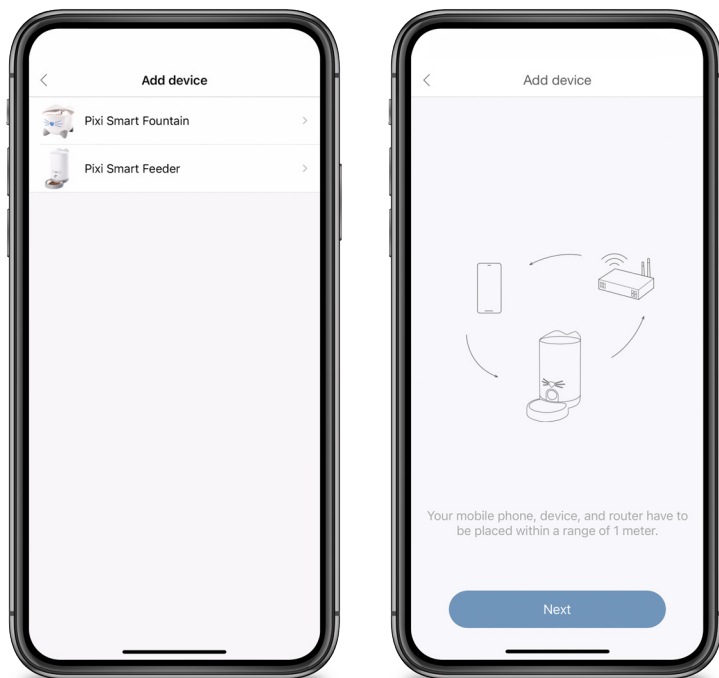 Add device
Pixi Smart Fountain
Pixi Smart Feeder
Add device
Your mobile phone, device, and router have to
be placed within a range of 1 meter.
Next